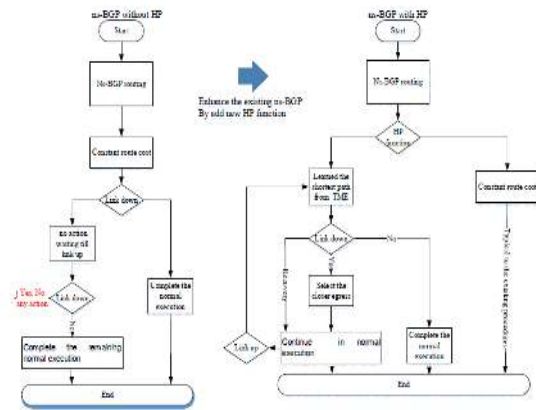 ns-BGP without HP
Start
Ns-BGP routing
Constant route cost
Link down
no action
waiting till
link up
Link down
Yes, No
any action
No
Complete the remaining
normal execution
Complete the
normal
execution
End
Enhance the existing ns-BGP
By add new HP function
ns-BGP with HP
Start
Ns-BGP routing
HP
function
Learned the
shortest path
from TME
Constant route cost
Link down
No
Yes
Recovery
Select the
closer egress
Link up
Continue in normal
execution
Complete the
normal
execution
End